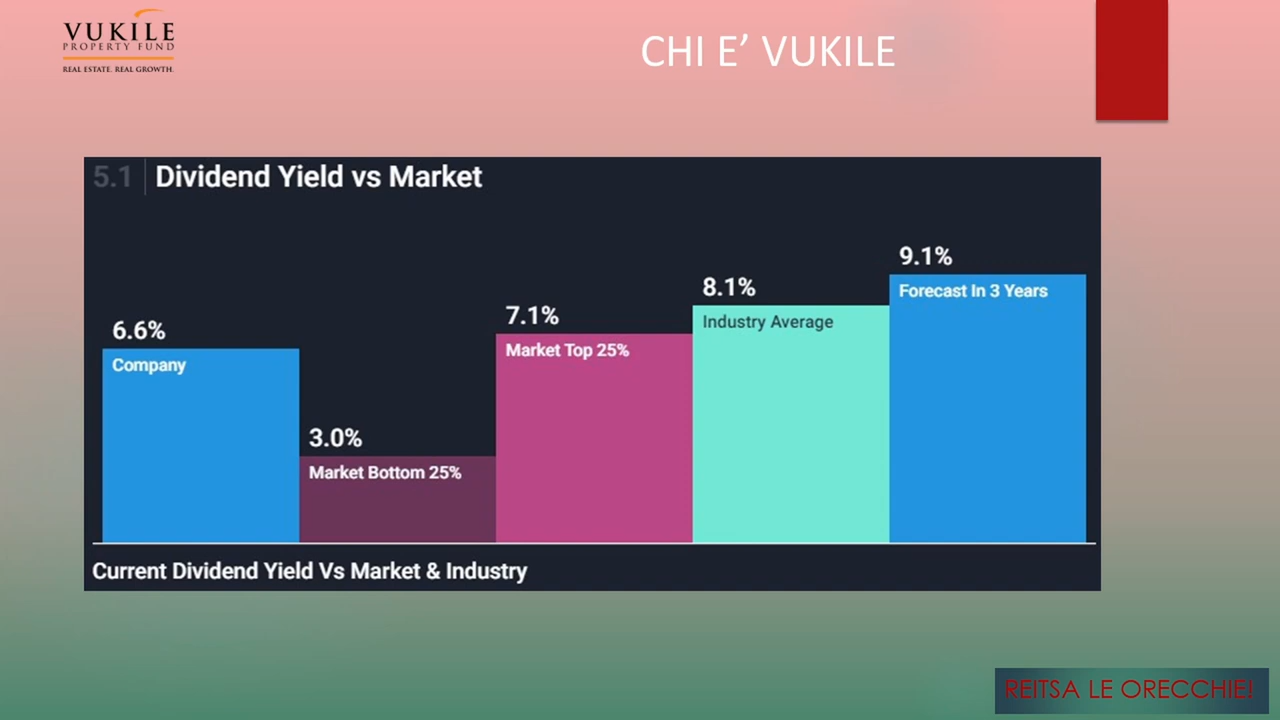 VUKILE
PROPERTY FUND
REAL ESTATE. REAL GROWTH.
CHI E’ VUKILE
5.1 Dividend Yield vs Market
6.6%
Company
3.0%
Market Bottom 25%
7.1%
Market Top 25%
8.1%
Industry Average
9.1%
Forecast In 3 Years
Current Dividend Yield Vs Market & Industry
REITSA LE ORECCHIE!